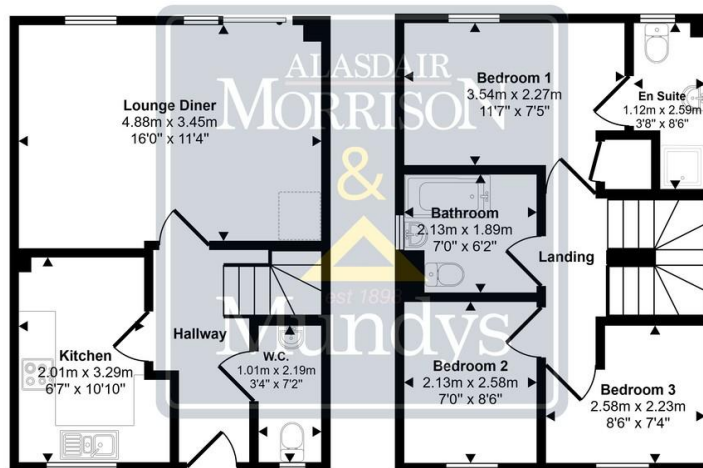 Lounge Diner
4.88m x 3.45m
16'0" x 11'4"
Kitchen
2.01m x 3.29m
6'7" x 10'10"
Hallway
W.C.
1.01m x 2.19m
3'4" x 7'2"
Bedroom 1
3.54m x 2.27m
11'7" x 7'5"
En Suite
1.12m x 2.59m
3'8" x 8'6"
Bathroom
2.13m x 1.89m
7'0" x 6'2"
Landing
Bedroom 2
2.13m x 2.58m
7'0" x 8'6"
Bedroom 3
2.58m x 2.23m
8'6" x 7'4"
ALASDAIR
MORRISON
&
est 1898
Mundys